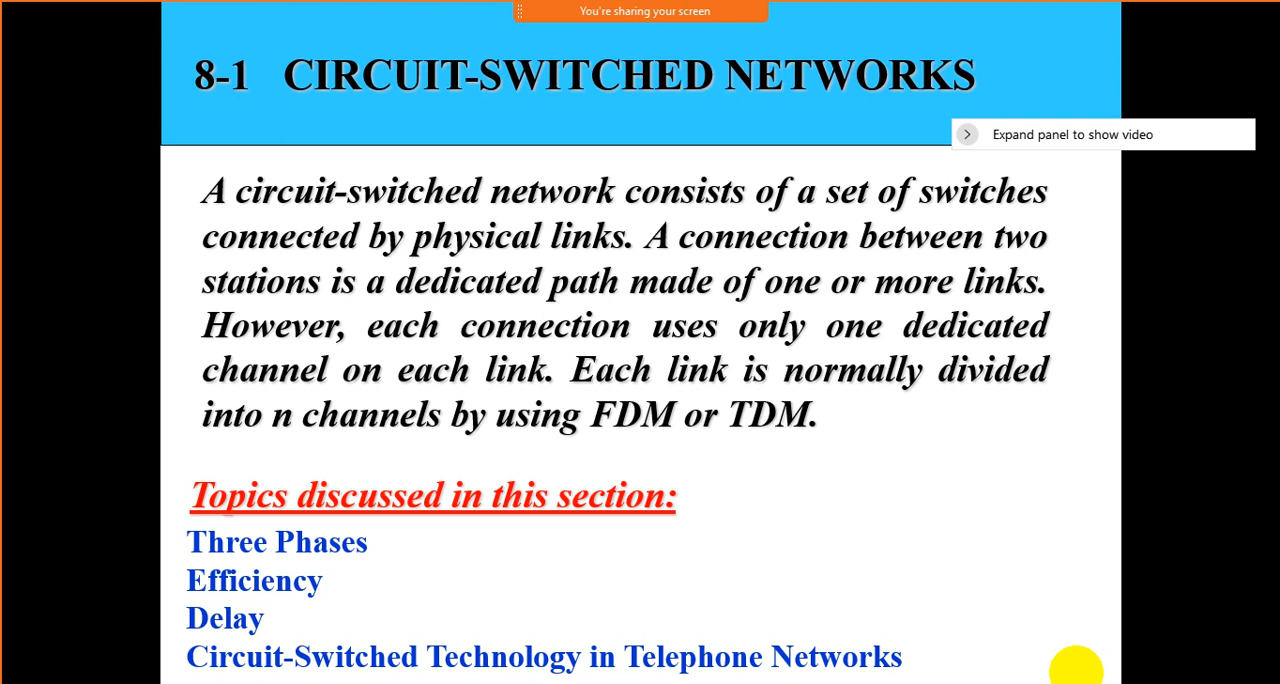 You're sharing your screen
8-1 CIRCUIT-SWITCHED NETWORKS
Expand panel to show video
A circuit-switched network consists of a set of switches
connected by physical links. A connection between two
stations is a dedicated path made of one or more links.
However, each connection uses only one dedicated
channel on each link. Each link is normally divided
into n channels by using FDM or TDM.
Topics discussed in this section:
Three Phases
Efficiency
Delay
Circuit-Switched Technology in Telephone Networks